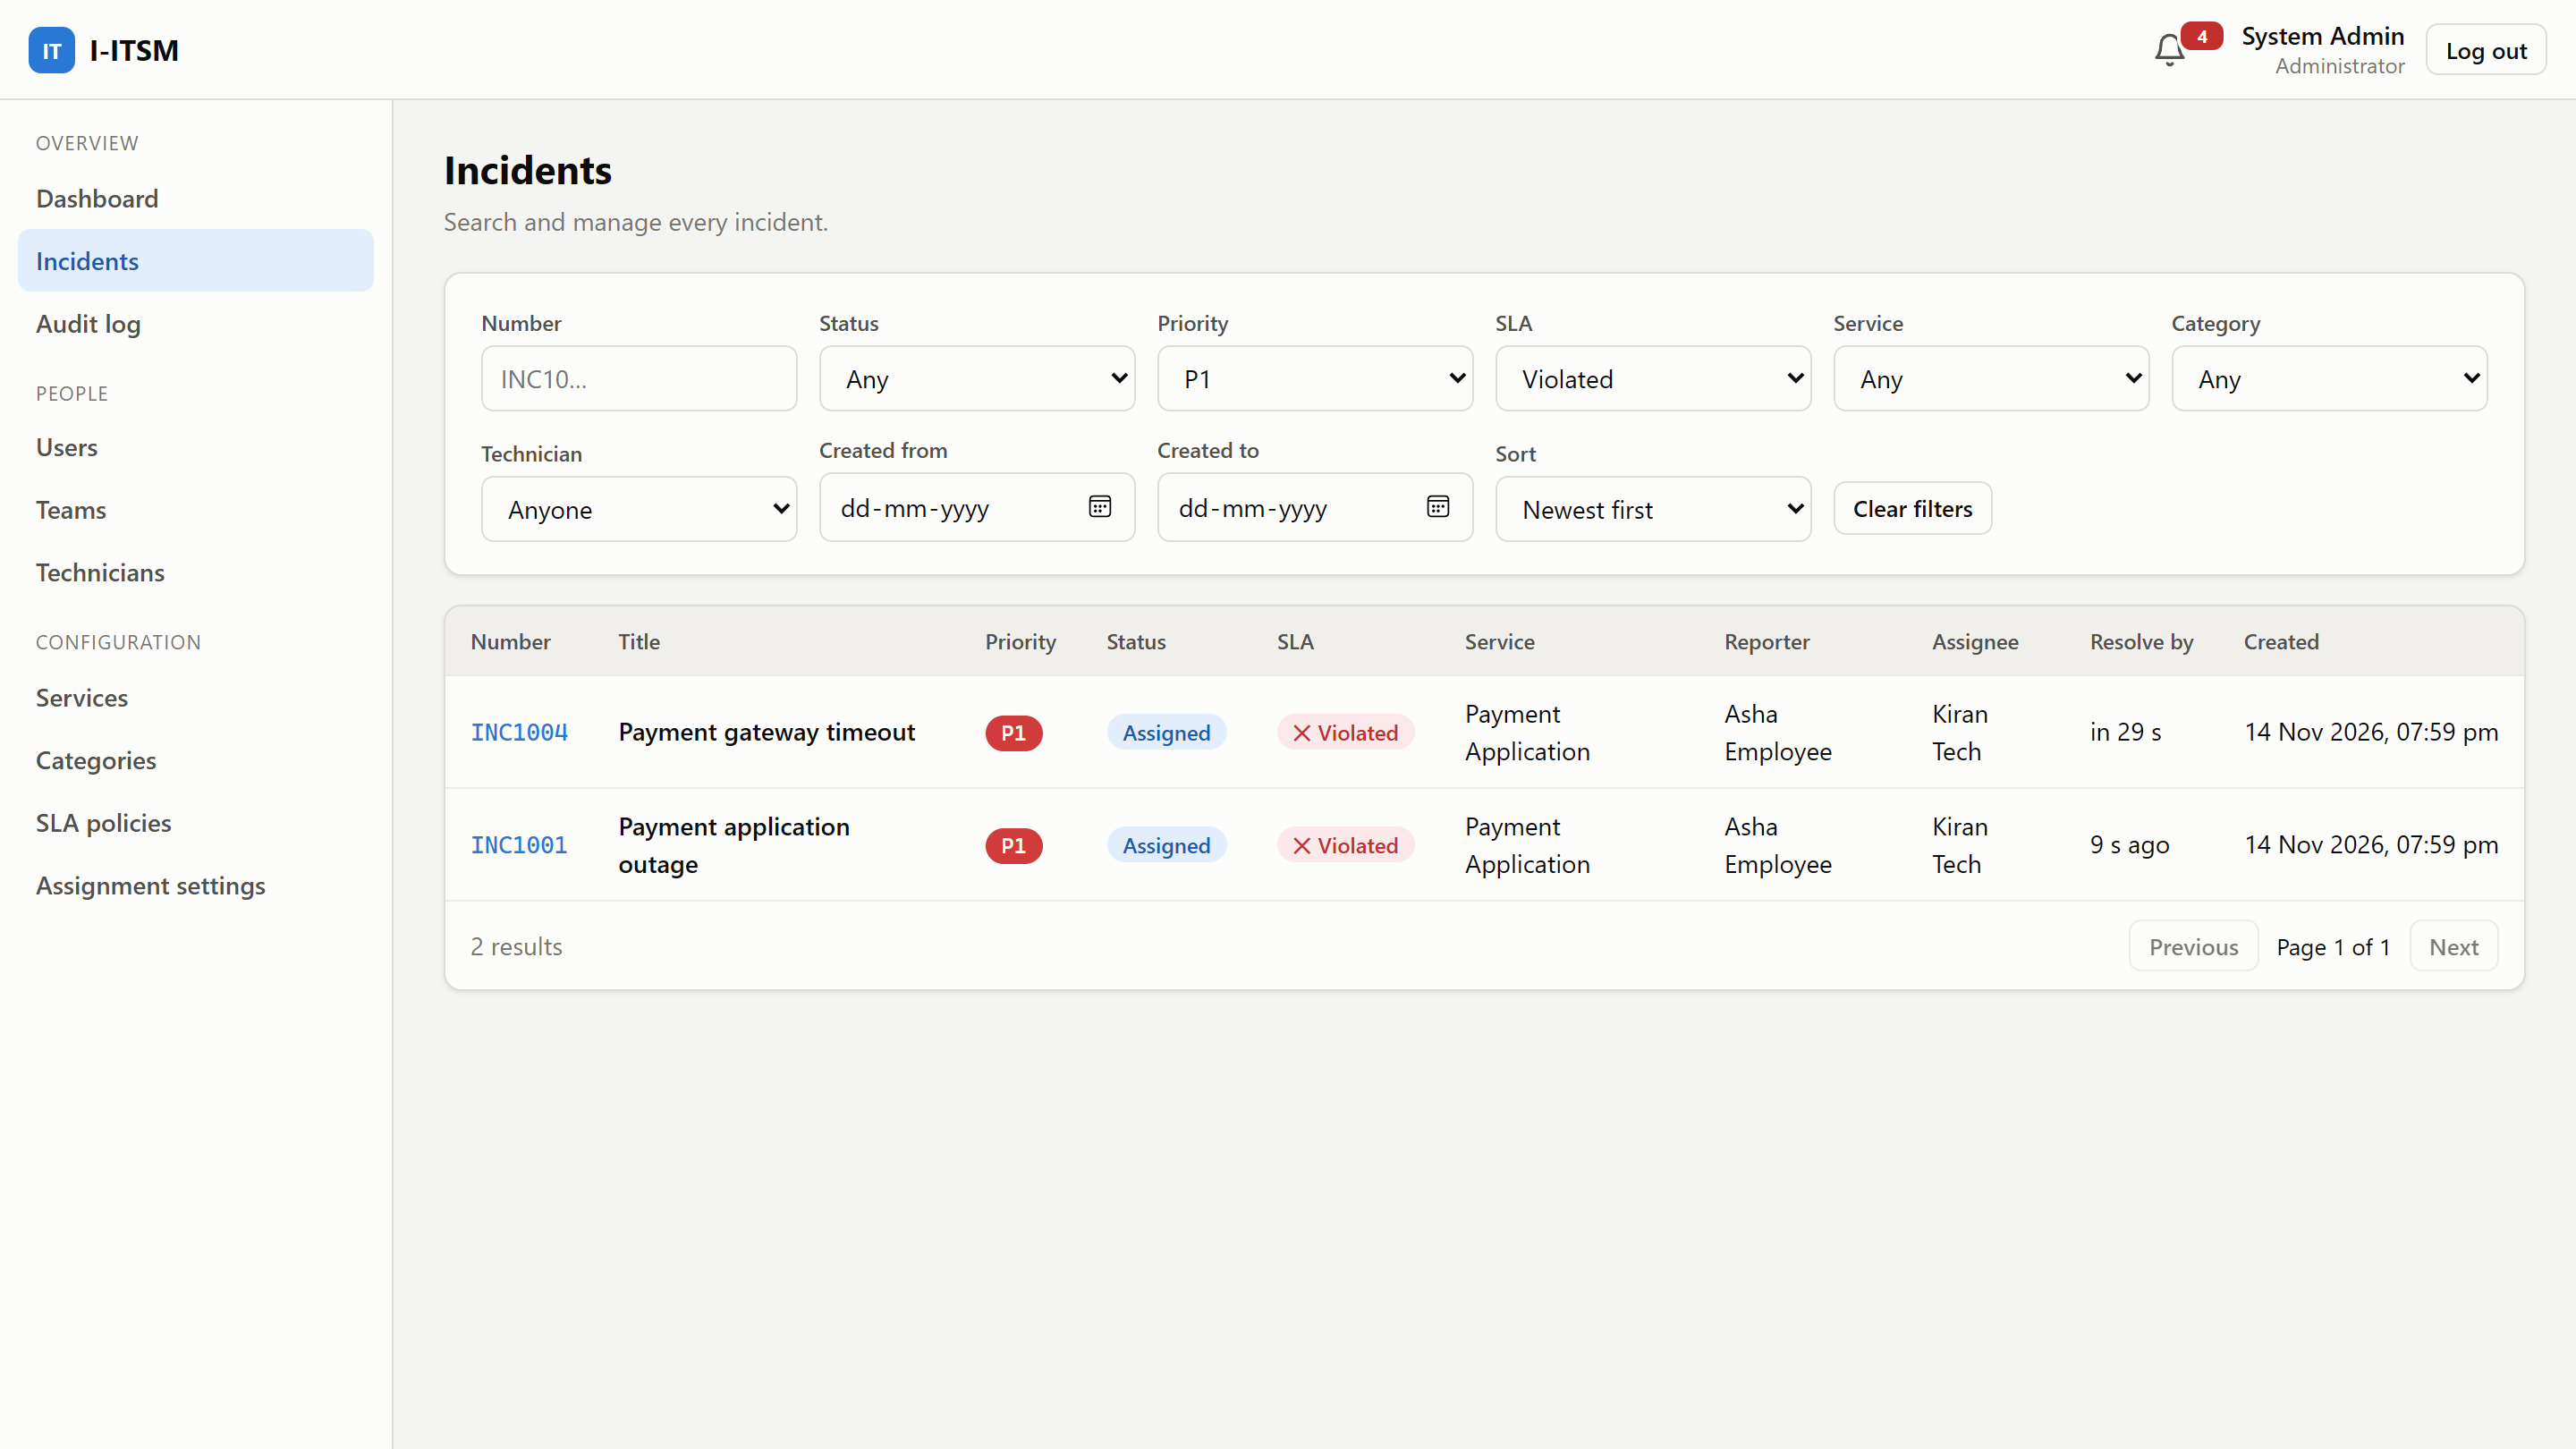 IT I-ITSM
4
System Admin
Administrator
Log out
OVERVIEW
Dashboard
Incidents
Audit log
PEOPLE
Users
Teams
Technicians
CONFIGURATION
Services
Categories
SLA policies
Assignment settings
Incidents
Search and manage every incident.
Number Status Priority SLA Service Category
INC10... Any P1 Violated Any Any
Technician Created from Created to Sort
Anyone dd-mm-yyyy dd-mm-yyyy Newest first Clear filters
Number Title Priority Status SLA Service Reporter Assignee Resolve by Created
INC1004 Payment gateway timeout P1 Assigned Violated Payment Application Asha Employee Kiran Tech in 29 s 14 Nov 2026, 07:59 pm
INC1001 Payment application outage P1 Assigned Violated Payment Application Asha Employee Kiran Tech 9 s ago 14 Nov 2026, 07:59 pm
2 results Previous Page 1 of 1 Next